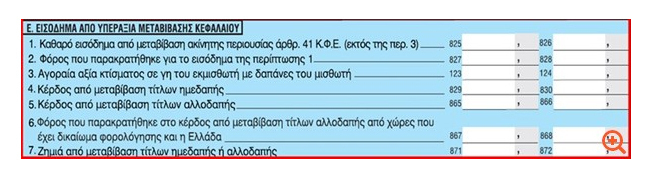 Ε. ΕΙΣΟΔΗΜΑ ΑΠΟ ΥΠΕΡΑΞΙΑ ΜΕΤΑΒΙΒΑΣΗΣ ΚΕΦΑΛΑΙΟΥ
1. Καθαρό εισόδημα από μεταβίβαση ακίνητης περιουσίας άρθρ. 41 Κ.Φ.Ε. (εκτός της περ. 3) 825 , 826 ,
2. Φόρος που παρακρατήθηκε για το εισόδημα της περίπτωσης 1 827 , 828 ,
3. Αγοραία αξία κτίσματος σε γη του εκμισθωτή με δαπάνες του μισθωτή 123 , 124 ,
4. Κέρδος από μεταβίβαση τίτλων ημεδαπής 829 , 830 ,
5. Κέρδος από μεταβίβαση τίτλων αλλοδαπής 865 , 866 ,
6. Φόρος που παρακρατήθηκε στο κέρδος από μεταβίβαση τίτλων αλλοδαπής από χώρες που
έχει δικαίωμα φορολόγησης και η Ελλάδα 867 , 868
7. Ζημιά από μεταβίβαση τίτλων ημεδαπής ή αλλοδαπής 871 , 872 ,